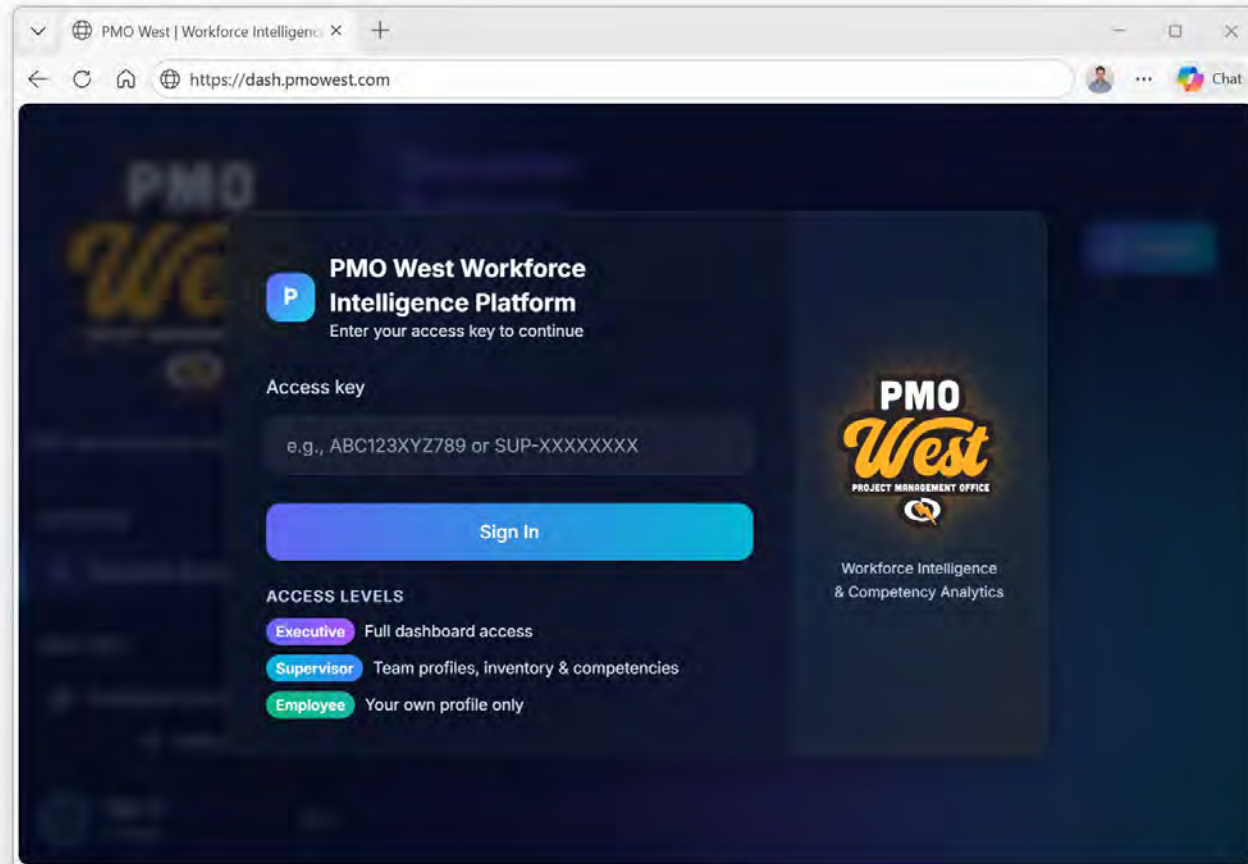 PMO West | Workforce Intelligenc
https://dash.pmowest.com
Chat
PMO
PMO West Workforce
Intelligence Platform
P
Enter your access key to continue
Access key
e.g., ABC123XYZ789 or SUP-XXXXXXXX
Sign In
ACCESS LEVELS
Executive Full dashboard access
Supervisor Team profiles, inventory & competencies
Employee Your own profile only
PMO
West
PROJECT MANAGEMENT OFFICE
Workforce Intelligence
& Competency Analytics